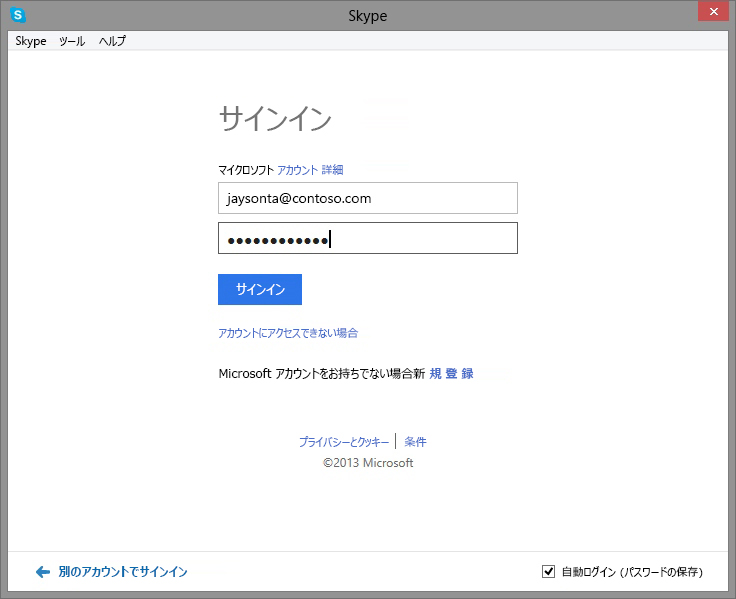 Skype
Skype ツール ヘルプ
サインイン
マイクロソフト アカウント 詳細
jaysonta@contoso.com
●●●●●●●●●●●●
サインイン
アカウントにアクセスできない場合
Microsoft アカウントをお持ちでない場合新 規 登 録
プライバシーとクッキー | 条件
©2013 Microsoft
別のアカウントでサインイン
自動ログイン (パスワードの保存)